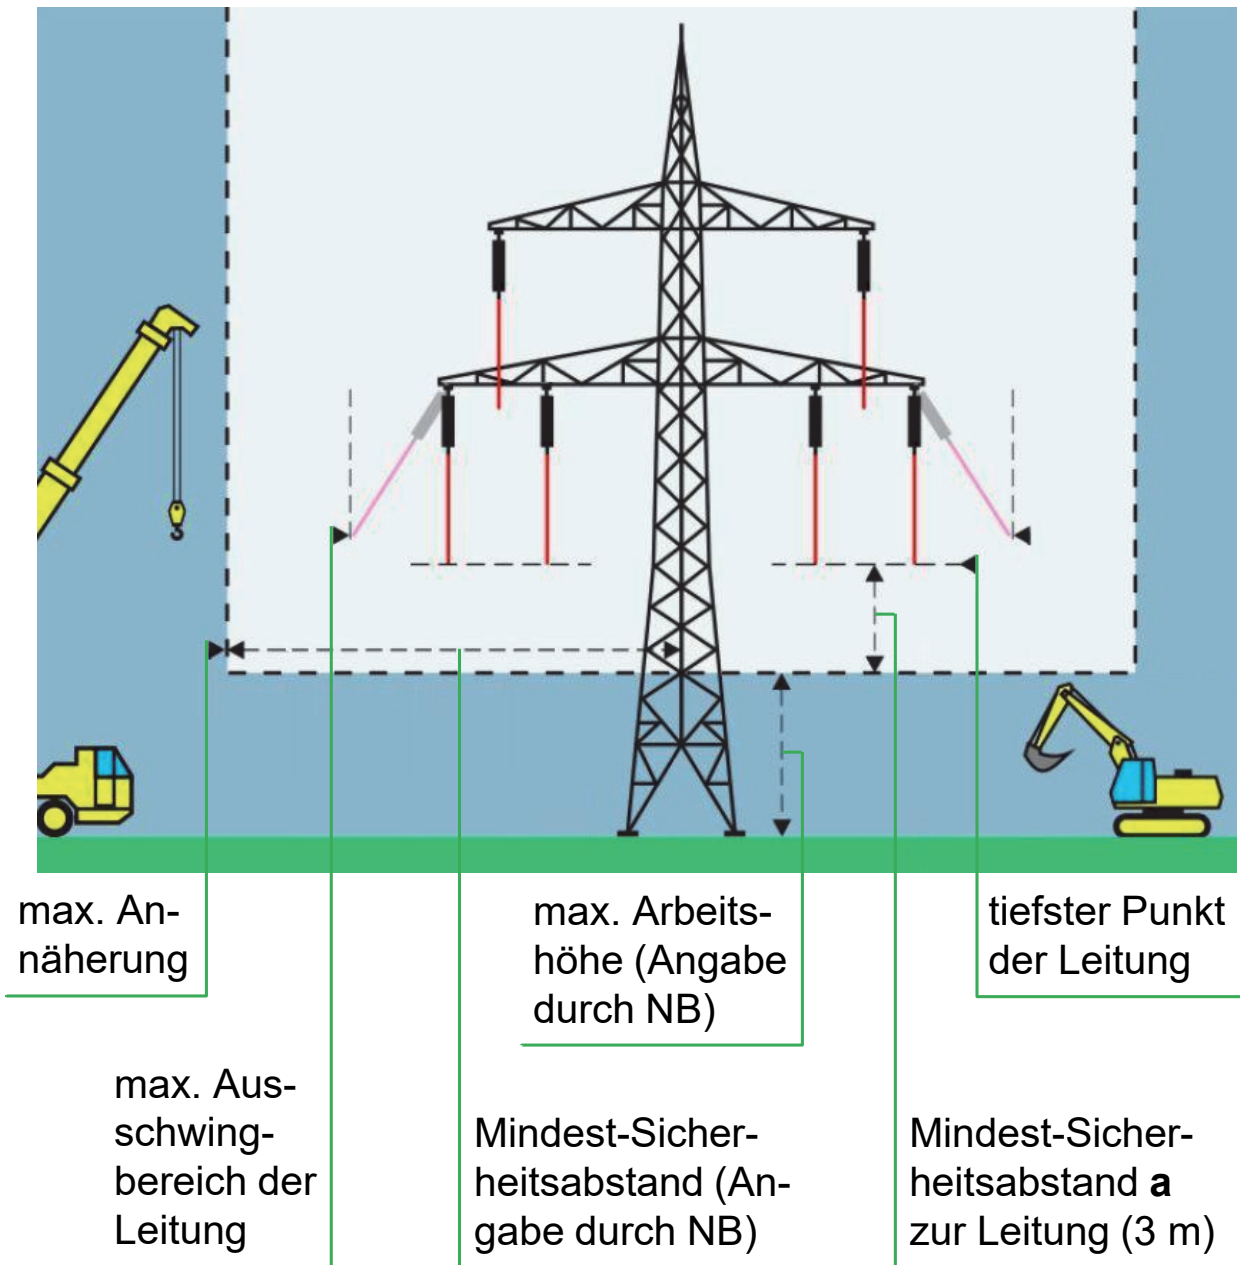 max. An-
näherung
max. Arbeits-
höhe (Angabe
durch NB)
tiefster Punkt
der Leitung
max. Aus-
schwing-
bereich der
Leitung
Mindest-Sicher-
heitsabstand (An-
gabe durch NB)
Mindest-Sicher-
heitsabstand a
zur Leitung (3 m)